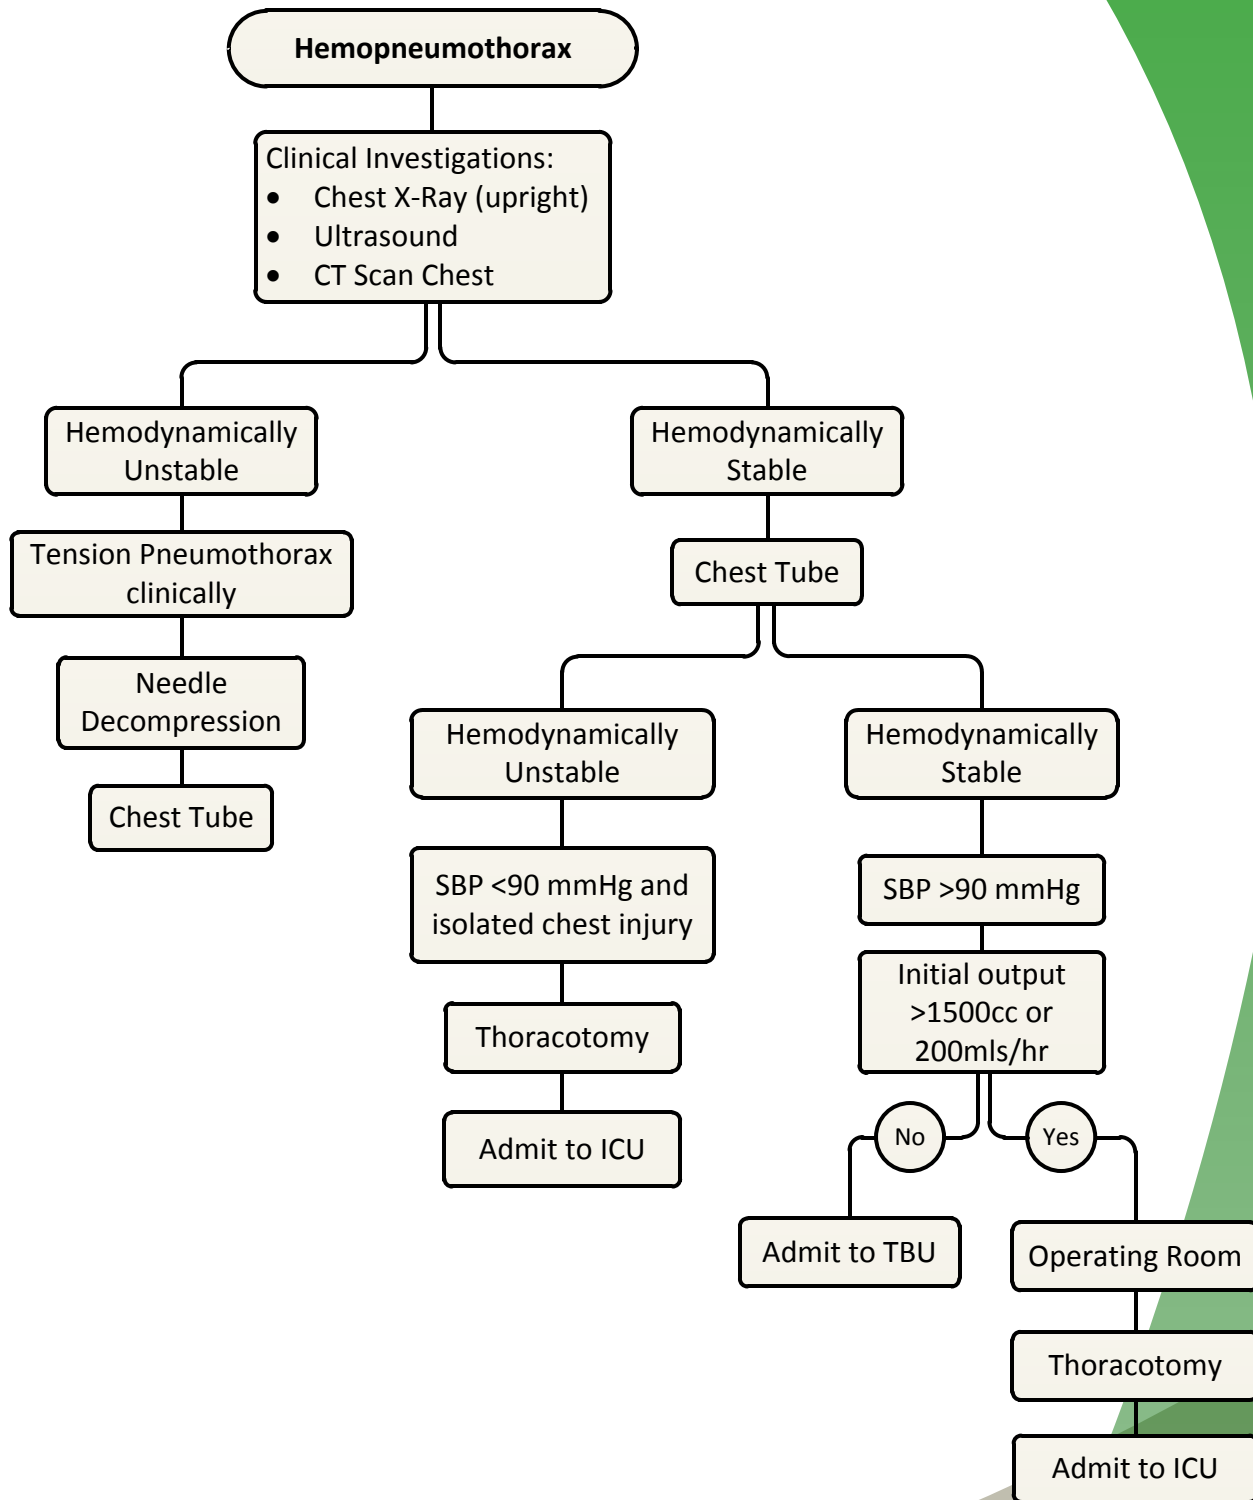 Hemopneumothorax
Clinical Investigations:
• Chest X-Ray (upright)
• Ultrasound
• CT Scan Chest
Hemodynamically
Unstable
Tension Pneumothorax
clinically
Needle
Decompression
Chest Tube
Hemodynamically
Stable
Chest Tube
Hemodynamically
Unstable
SBP <90 mmHg and
isolated chest injury
Thoracotomy
Admit to ICU
Hemodynamically
Stable
SBP >90 mmHg
Initial output
>1500cc or
200mls/hr
No
Admit to TBU
Yes
Operating Room
Thoracotomy
Admit to ICU